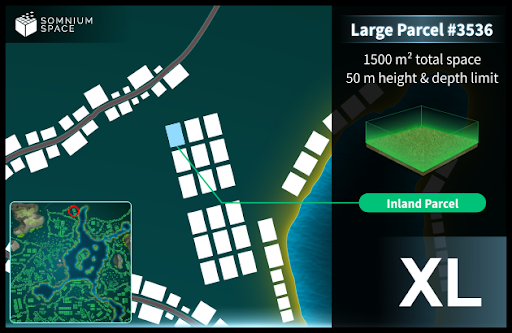 SOMNIUM
SPACE
Large Parcel #3536
1500 m² total space
50 m height & depth limit
Inland Parcel
XL